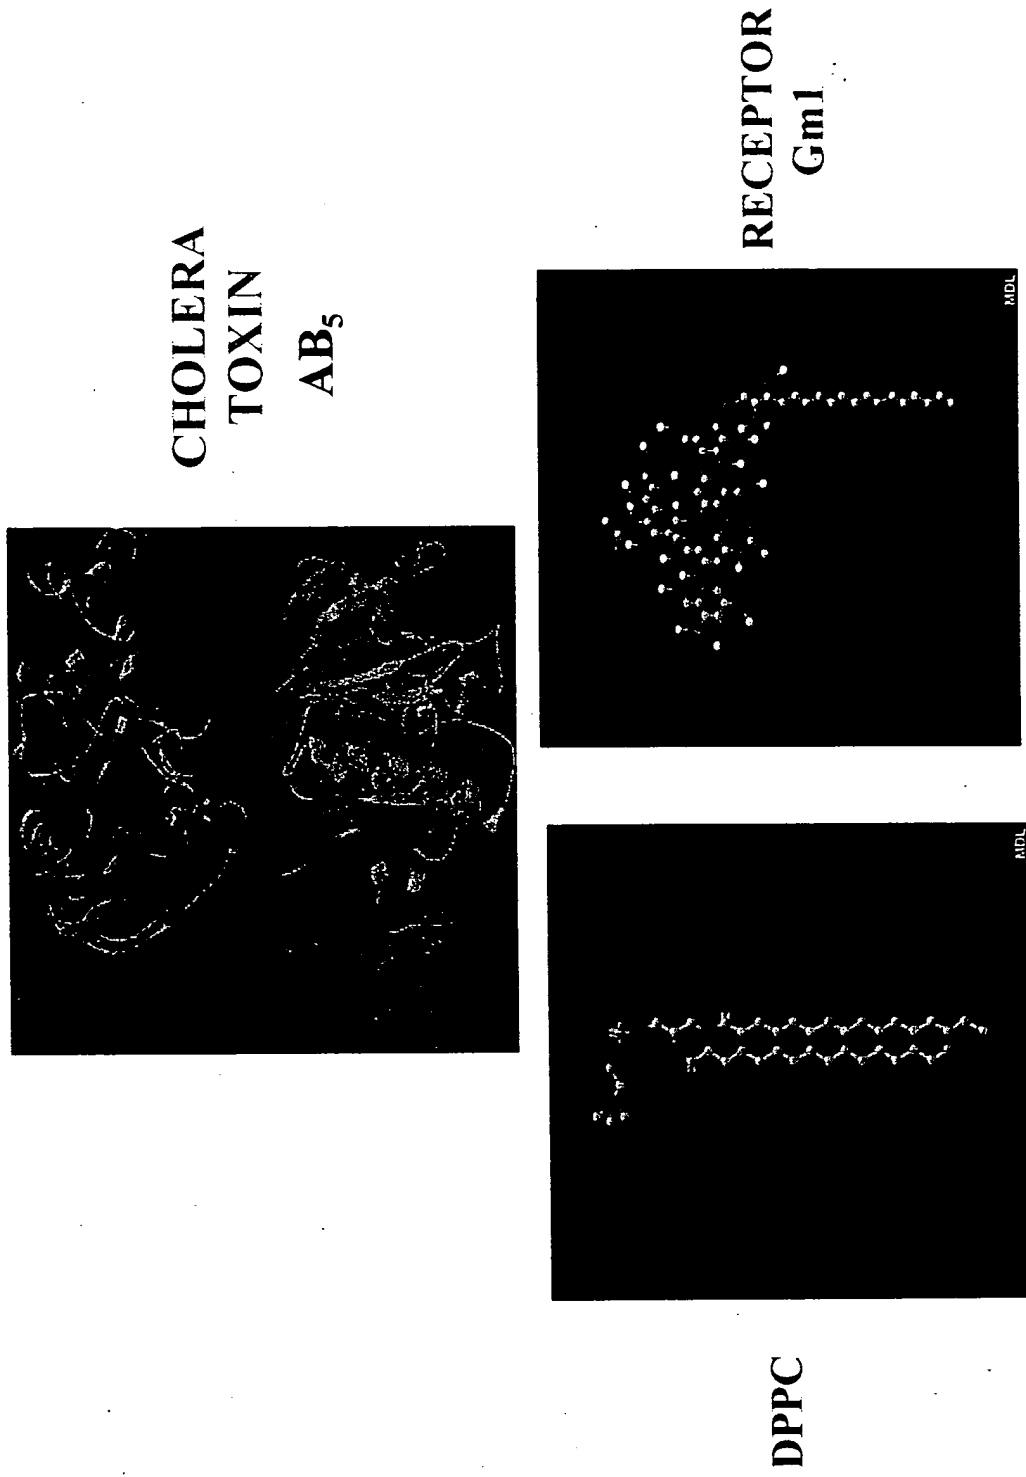 CHOLERA
TOXIN
AB₅
DPPC
MDL
RECEPTOR
Gm1
MDL